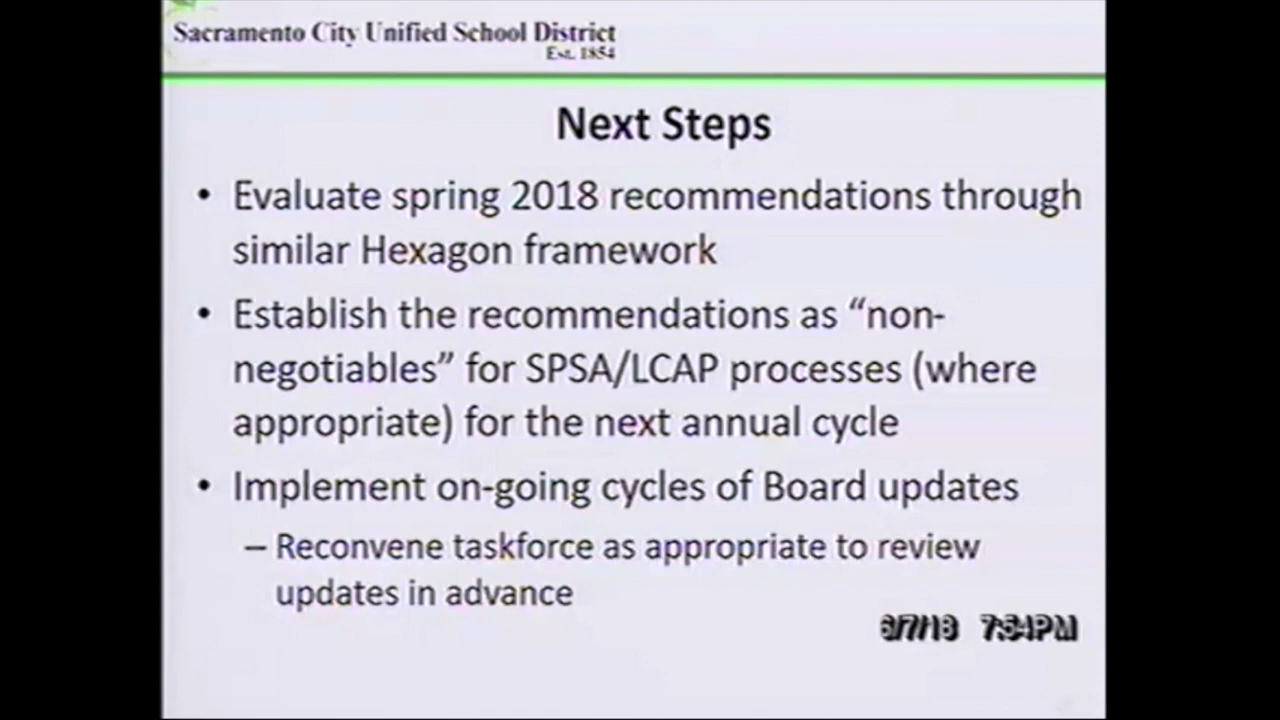 Sacramento City Unified School District
Est. 1854
Next Steps
• Evaluate spring 2018 recommendations through
similar Hexagon framework
• Establish the recommendations as “non-
negotiables” for SPSA/LCAP processes (where
appropriate) for the next annual cycle
• Implement on-going cycles of Board updates
– Reconvene taskforce as appropriate to review
updates in advance
6/7/18 7:54PM